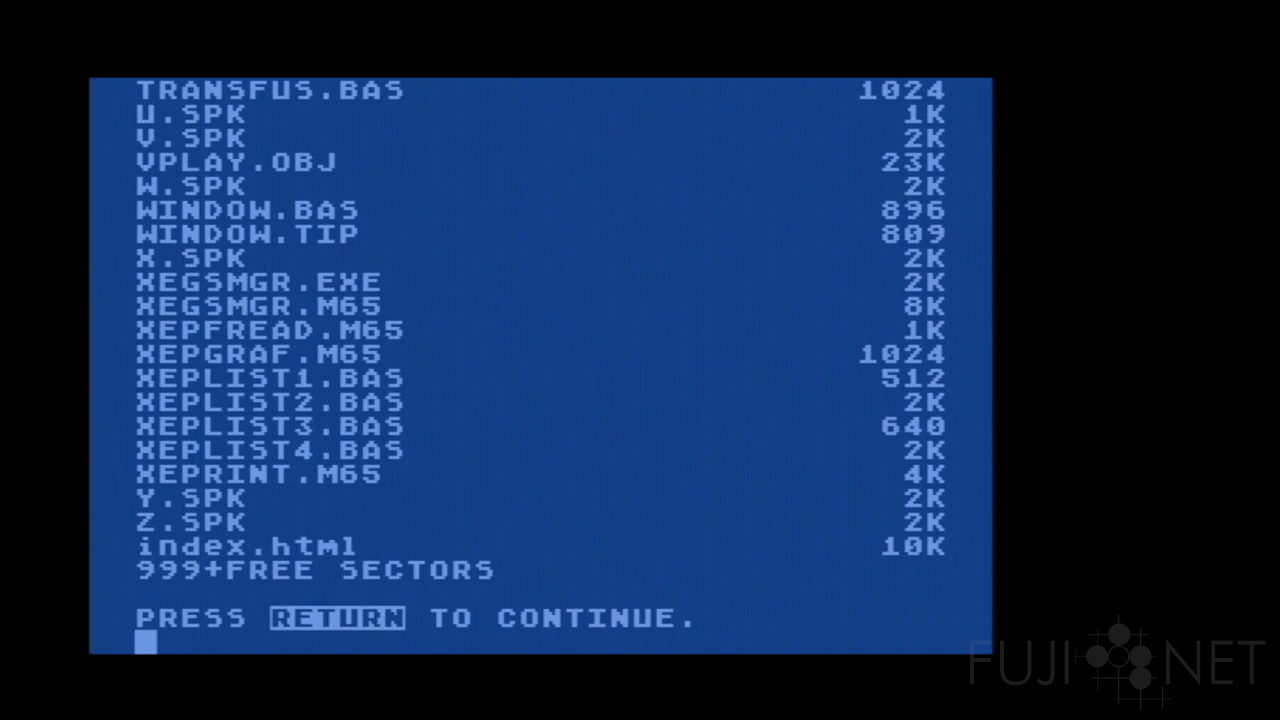 TRANSFUS.BAS 1024
U.SPK 1K
V.SPK 2K
VPLAY.OBJ 23K
W.SPK 2K
WINDOW.BAS 896
WINDOW.TIP 809
X.SPK 2K
XEGSMGR.EXE 2K
XEGSMGR.M65 8K
XEPFREAD.M65 1K
XEPGRAF.M65 1024
XEPLIST1.BAS 512
XEPLIST2.BAS 2K
XEPLIST3.BAS 640
XEPLIST4.BAS 2K
XEPRINT.M65 4K
Y.SPK 2K
Z.SPK 2K
index.html 10K
999+FREE SECTORS
PRESS RETURN TO CONTINUE.
FUJI NET